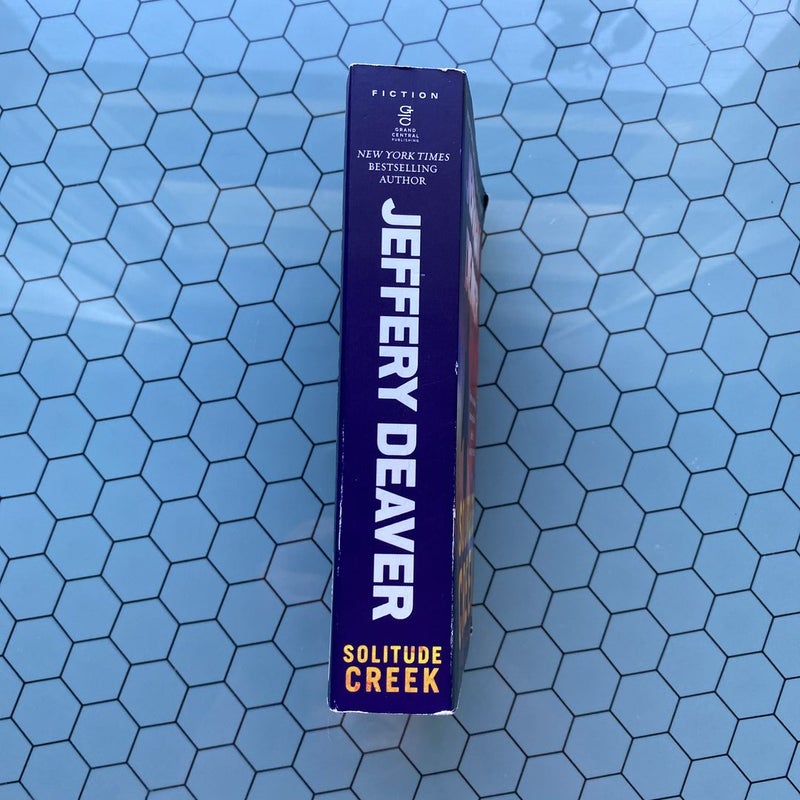 FICTION
GRAND
CENTRAL
PUBLISHING
NEW YORK TIMES
BESTSELLING
AUTHOR
JEFFERY DEAVER
SOLITUDE
CREEK